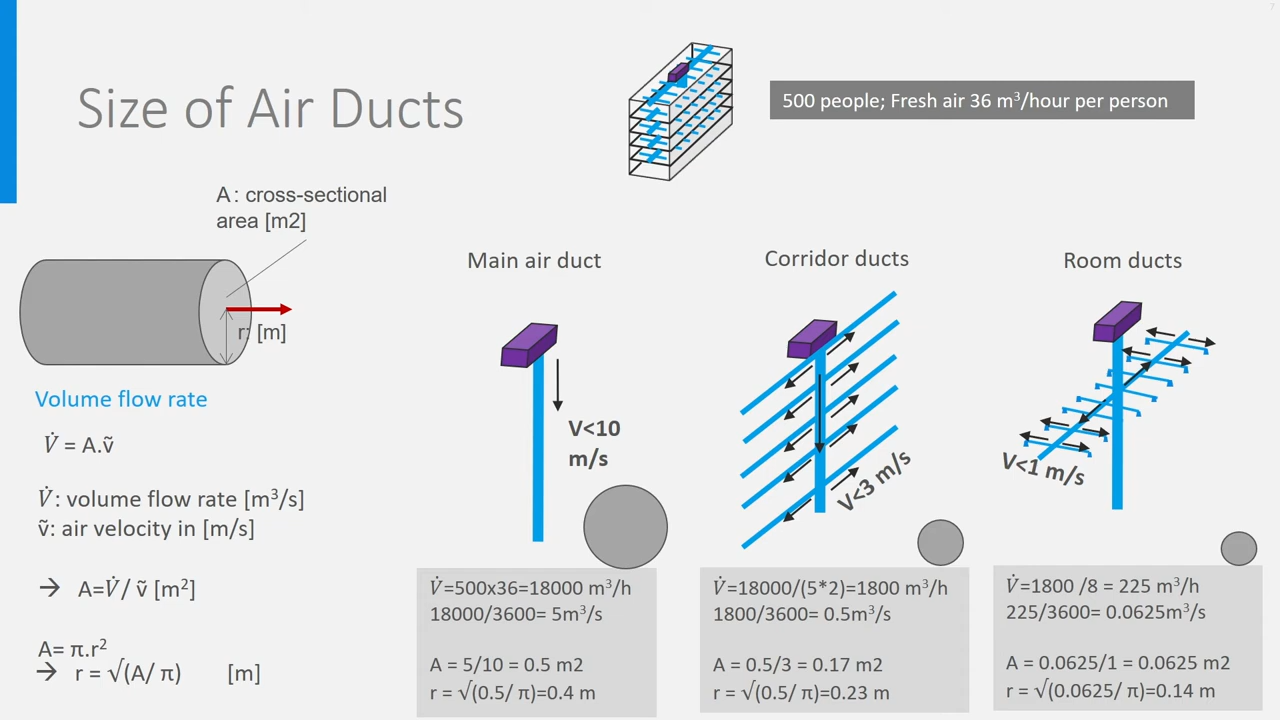 7
Size of Air Ducts
500 people; Fresh air 36 m³/hour per person
A : cross-sectional
area [m2]
r: [m]
Volume flow rate
V̇ = A.ṽ
V̇ : volume flow rate [m³/s]
ṽ: air velocity in [m/s]
→ A=V̇/ ṽ [m²]
A= π.r²
→ r = √(A/ π) [m]
Main air duct
V<10
m/s
V̇=500x36=18000 m³/h
18000/3600= 5m³/s
A = 5/10 = 0.5 m2
r = √(0.5/ π)=0.4 m
Corridor ducts
V<3 m/s
V̇=18000/(5*2)=1800 m³/h
1800/3600= 0.5m³/s
A = 0.5/3 = 0.17 m2
r = √(0.5/ π)=0.23 m
Room ducts
V<1 m/s
V̇=1800 /8 = 225 m³/h
225/3600= 0.0625m³/s
A = 0.0625/1 = 0.0625 m2
r = √(0.0625/ π)=0.14 m